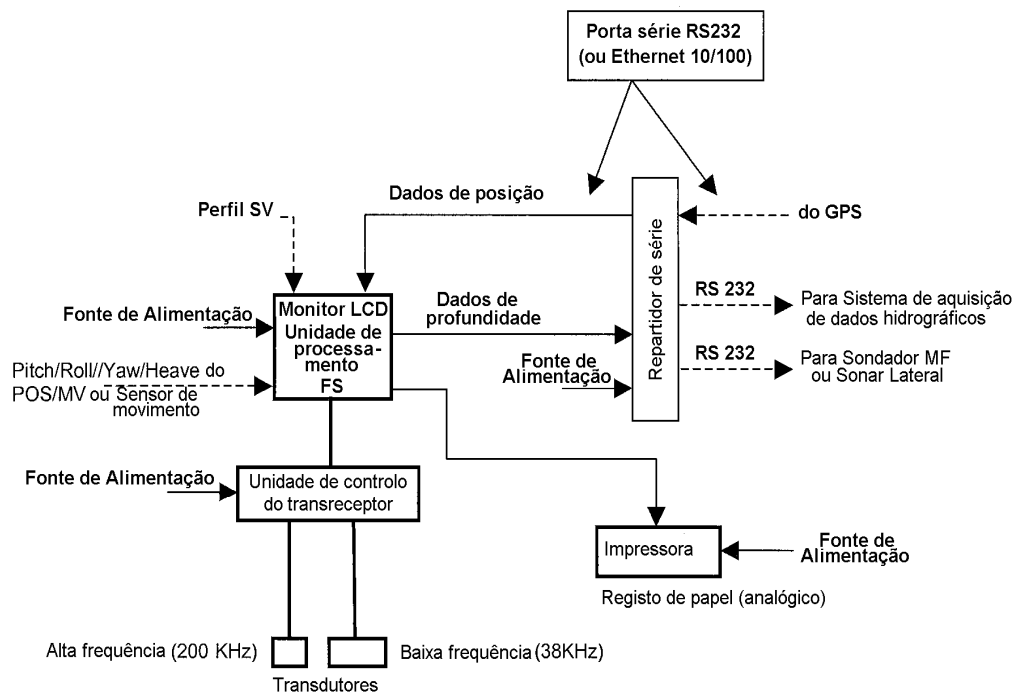 Porta série RS232
(ou Ethernet 10/100)
Dados de posição
Perfil SV
do GPS
Repartidor de série
Monitor LCD
Unidade de
processa-
mento
FS
Dados de
profundidade
RS 232
Para Sistema de aquisição
de dados hidrográficos
Fonte de Alimentação
Fonte de
Alimentação
RS 232
Para Sondador MF
ou Sonar Lateral
Pitch/Roll//Yaw/Heave do
POS/MV ou Sensor de
movimento
Fonte de Alimentação
Unidade de controlo
do transreceptor
Impressora
Fonte de
Alimentação
Registo de papel (analógico)
Alta frequência (200 KHz)
Baixa frequência (38KHz)
Transdutores